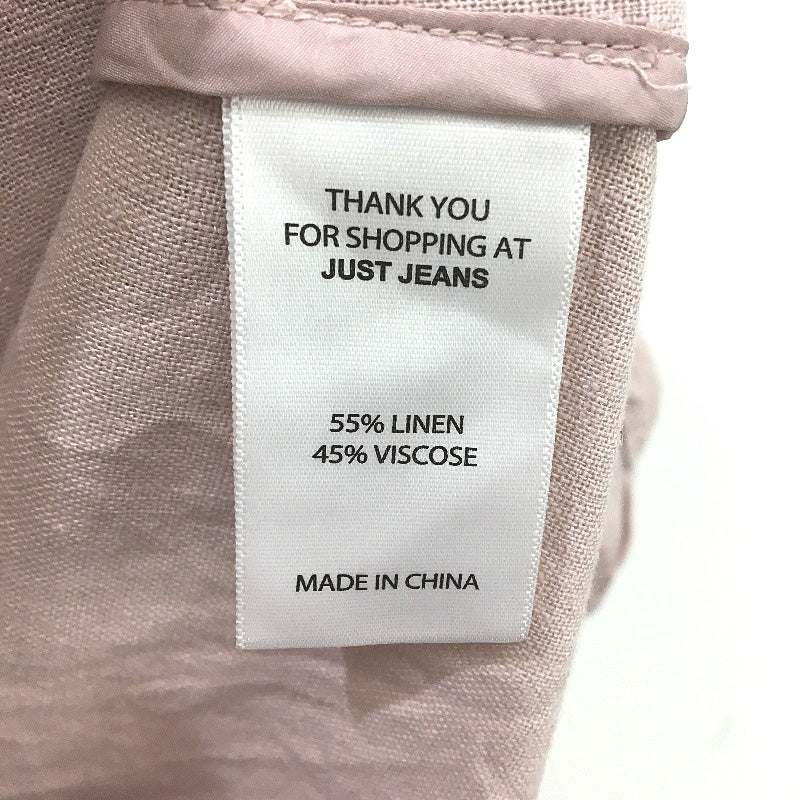 THANK YOU
FOR SHOPPING AT
JUST JEANS
55% LINEN
45% VISCOSE
MADE IN CHINA